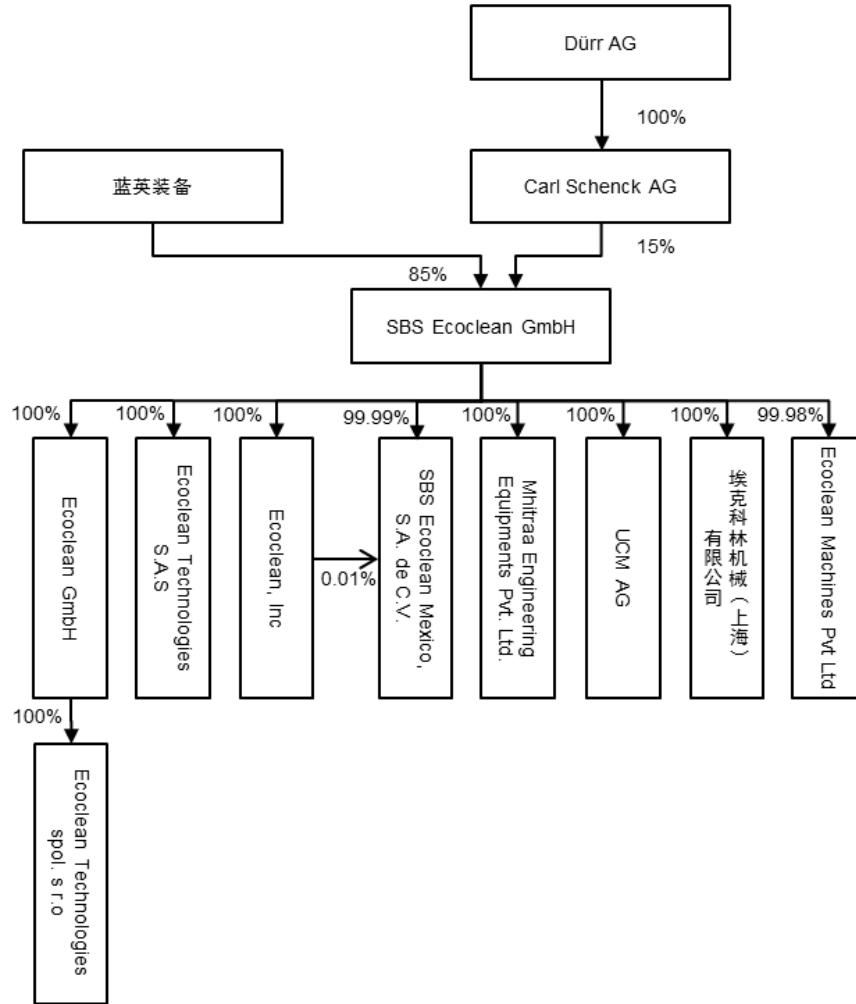 Dürr AG
100%
蓝英装备
Carl Schenck AG
15%
85%
SBS Ecoclean GmbH
100%
100%
100%
99.99%
100%
100%
100%
99.98%
Ecoclean GmbH
Ecoclean Technologies
S.A.S
Ecoclean, Inc
0.01%
SBS Ecoclean Mexico,
S.A. de C.V.
Mhitraa Engineering
Equipments Pvt. Ltd.
UCM AG
埃克科林机械（上海）
有限公司
Ecoclean Machines Pvt Ltd
100%
Ecoclean Technologies
spol. s r.o